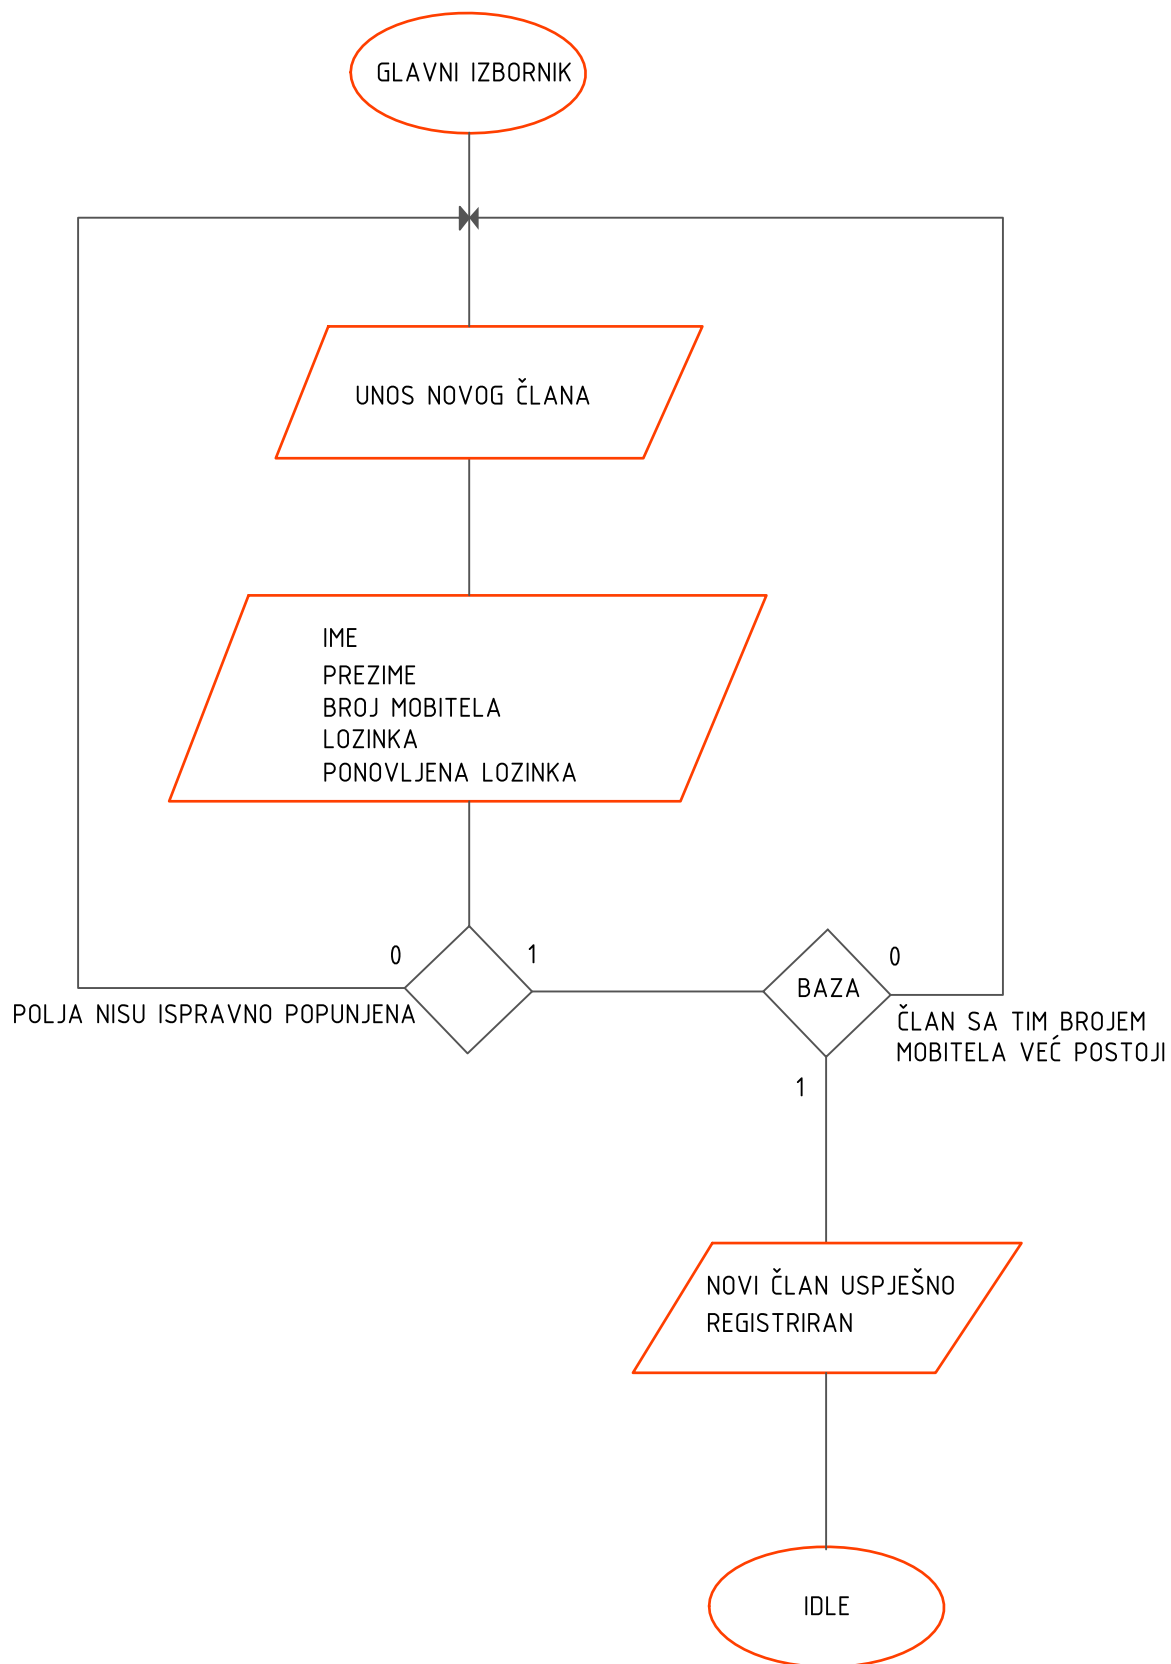 GLAVNI IZBORNIK
UNOS NOVOG ČLANA
IME
PREZIME
BROJ MOBITELA
LOZINKA
PONOVLJENA LOZINKA
0
1
POLJA NISU ISPRAVNO POPUNJENA
BAZA
0
ČLAN SA TIM BROJEM
MOBITELA VEĆ POSTOJI
1
NOVI ČLAN USPJEŠNO
REGISTRIRAN
IDLE